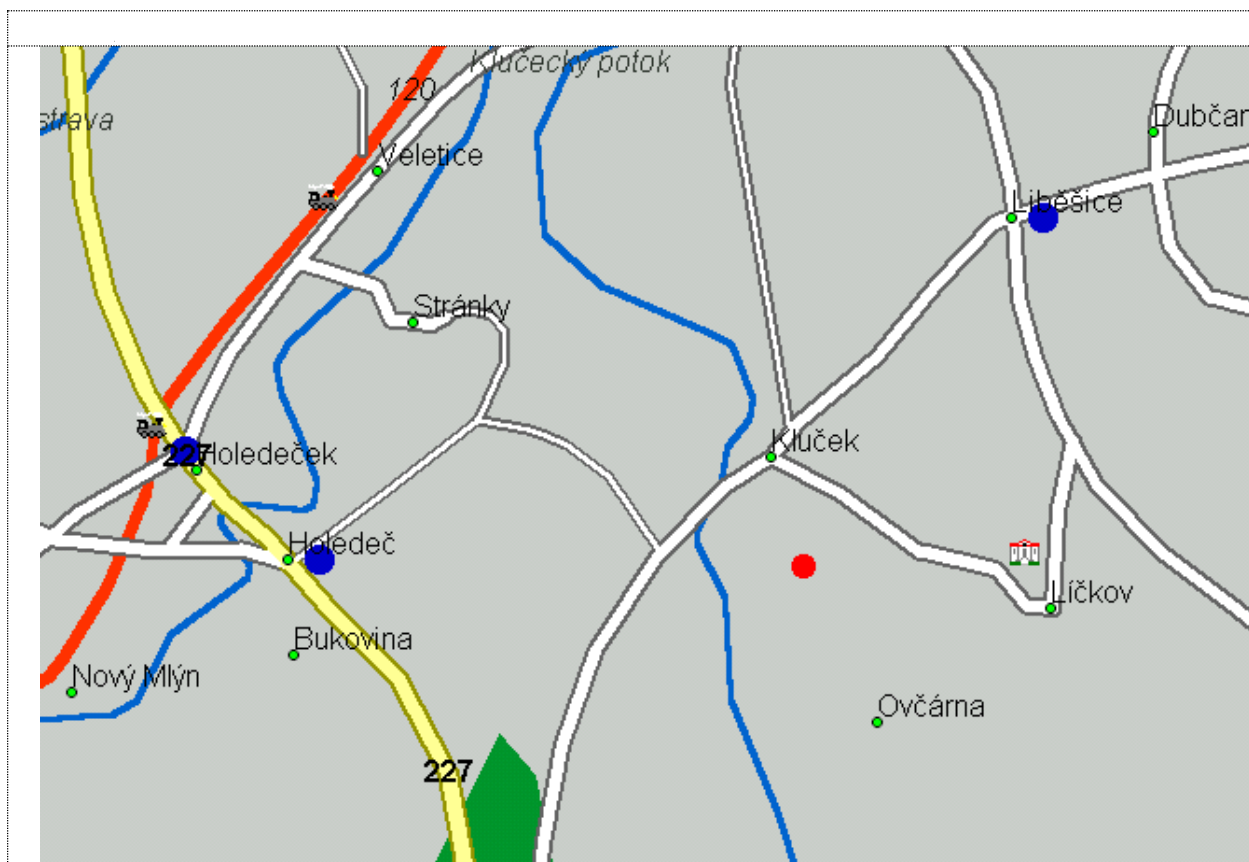 Klučecký potok
120
strava
Dubčan
Veletice
Liběšice
Stránky
Kluček
227
Holedeček
Holedeč
Líčkov
Bukovina
Nový Mlýn
Ovčárna
227